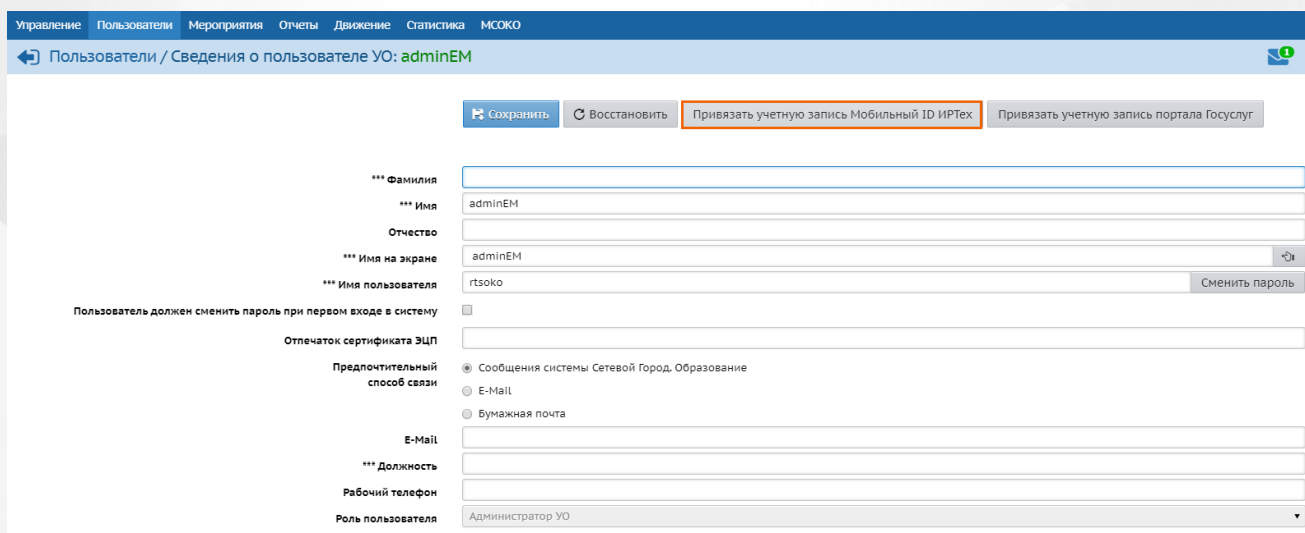 Управление Пользователи Мероприятия Отчеты Движение Статистика МСОКО
Пользователи / Сведения о пользователе УО: adminEM
1
Сохранить Восстановить Привязать учетную запись Мобильный ID ИРТех Привязать учетную запись портала Госуслуг
*** Фамилия
*** Имя adminEM
Отчество
*** Имя на экране adminEM
*** Имя пользователя rtsoko Сменить пароль
Пользователь должен сменить пароль при первом входе в систему
Отпечаток сертификата ЭЦП
Предпочтительный
способ связи
Сообщения системы Сетевой Город. Образование
E-Mail
Бумажная почта
E-Mail
*** Должность
Рабочий телефон
Роль пользователя Администратор УО